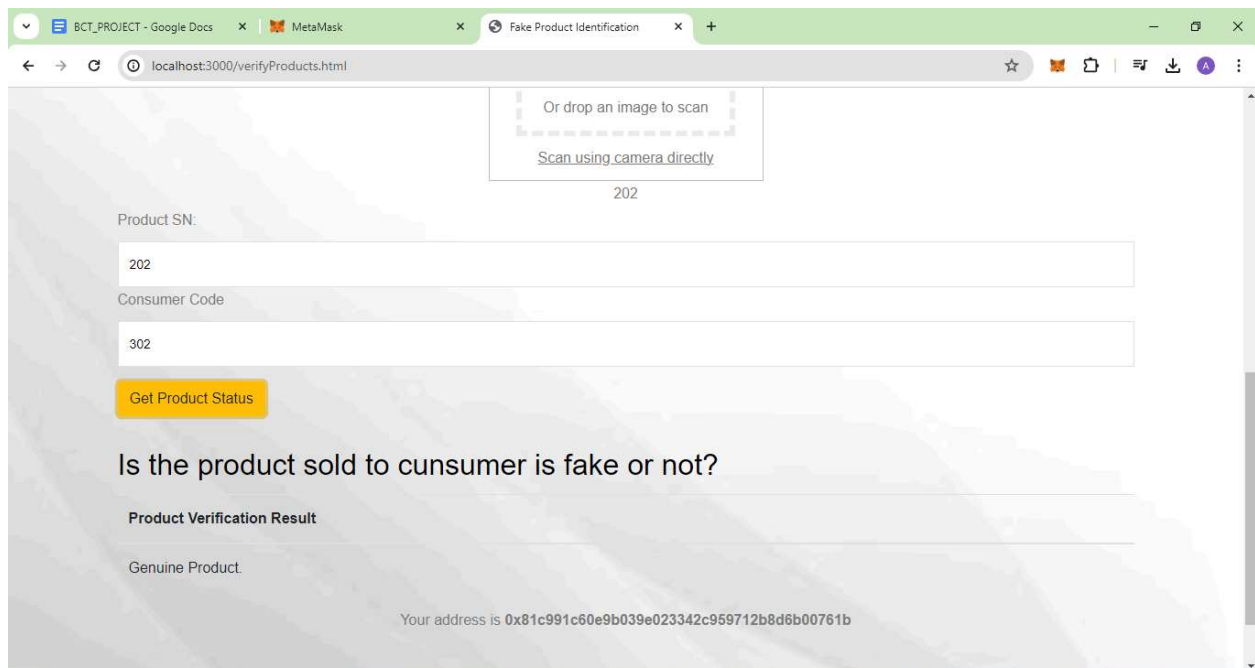 BCT_PROJECT - Google Docs MetaMask Fake Product Identification
localhost:3000/verifyProducts.html A
Or drop an image to scan
Scan using camera directly
202
Product SN:
202
Consumer Code
302
Get Product Status
Is the product sold to cunsumer is fake or not?
Product Verification Result
Genuine Product.
Your address is 0x81c991c60e9b039e023342c959712b8d6b00761b